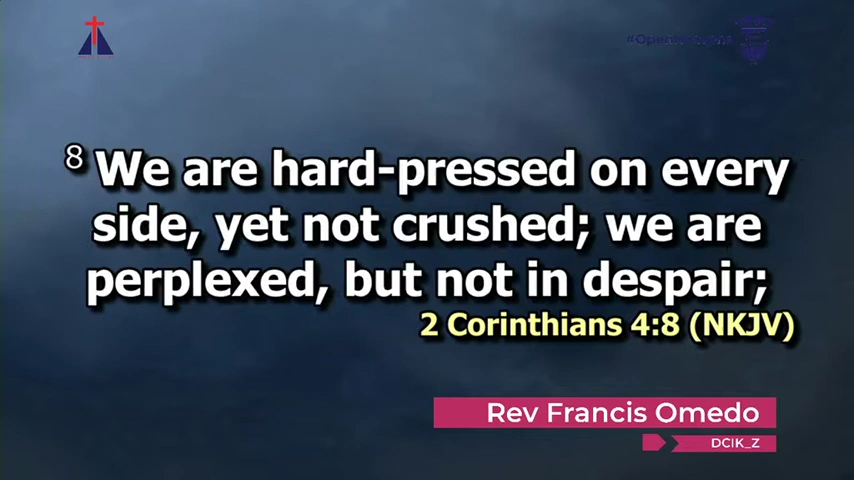 8 We are hard-pressed on every
side, yet not crushed; we are
perplexed, but not in despair;
2 Corinthians 4:8 (NKJV)
Rev Francis Omedo
DCIK_Z